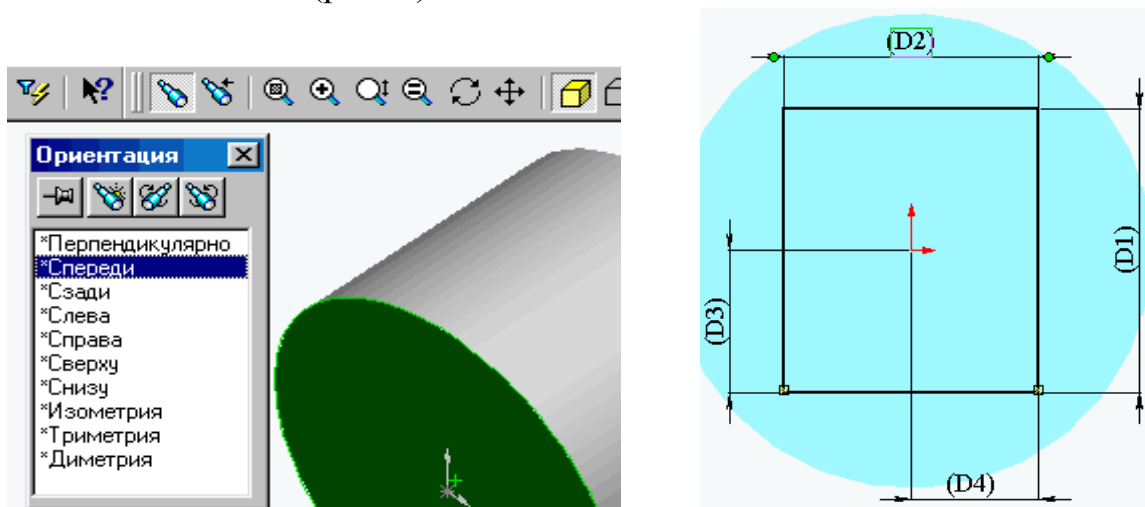 Ориентация
*Перпендикулярно
*Спереди
*Сзади
*Слева
*Справа
*Сверху
*Снизу
*Изометрия
*Триметрия
*Диметрия
(D2)
(D1)
(D3)
(D4)